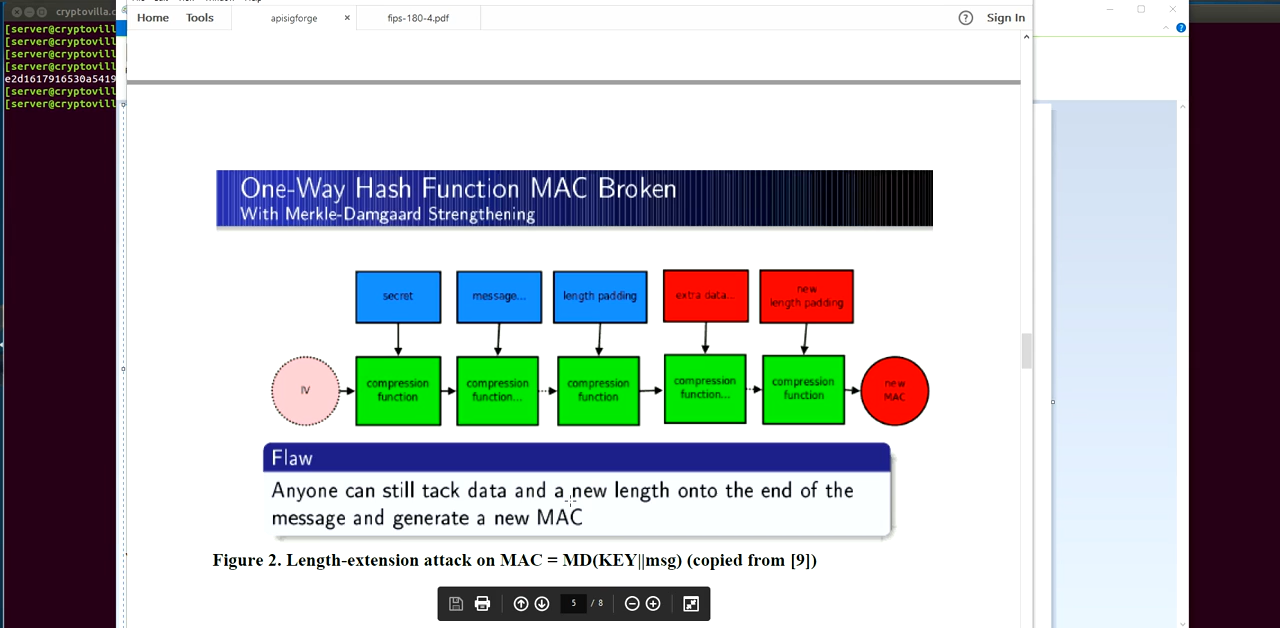 cryptovilla.c
Home Tools apisigforge × fips-180-4.pdf ? Sign In
[server@cryptovill
[server@cryptovill
[server@cryptovill
[server@cryptovill
e2d1617916530a5419
[server@cryptovill
[server@cryptovill
One-Way Hash Function MAC Broken
With Merkle-Damgaard Strengthening
secret message... length padding extra data... new length padding
IV compression function compression function... compression function compression function... compression function new MAC
Flaw
Anyone can still tack data and a new length onto the end of the
message and generate a new MAC
Figure 2. Length-extension attack on MAC = MD(KEY||msg) (copied from [9])
5 / 8